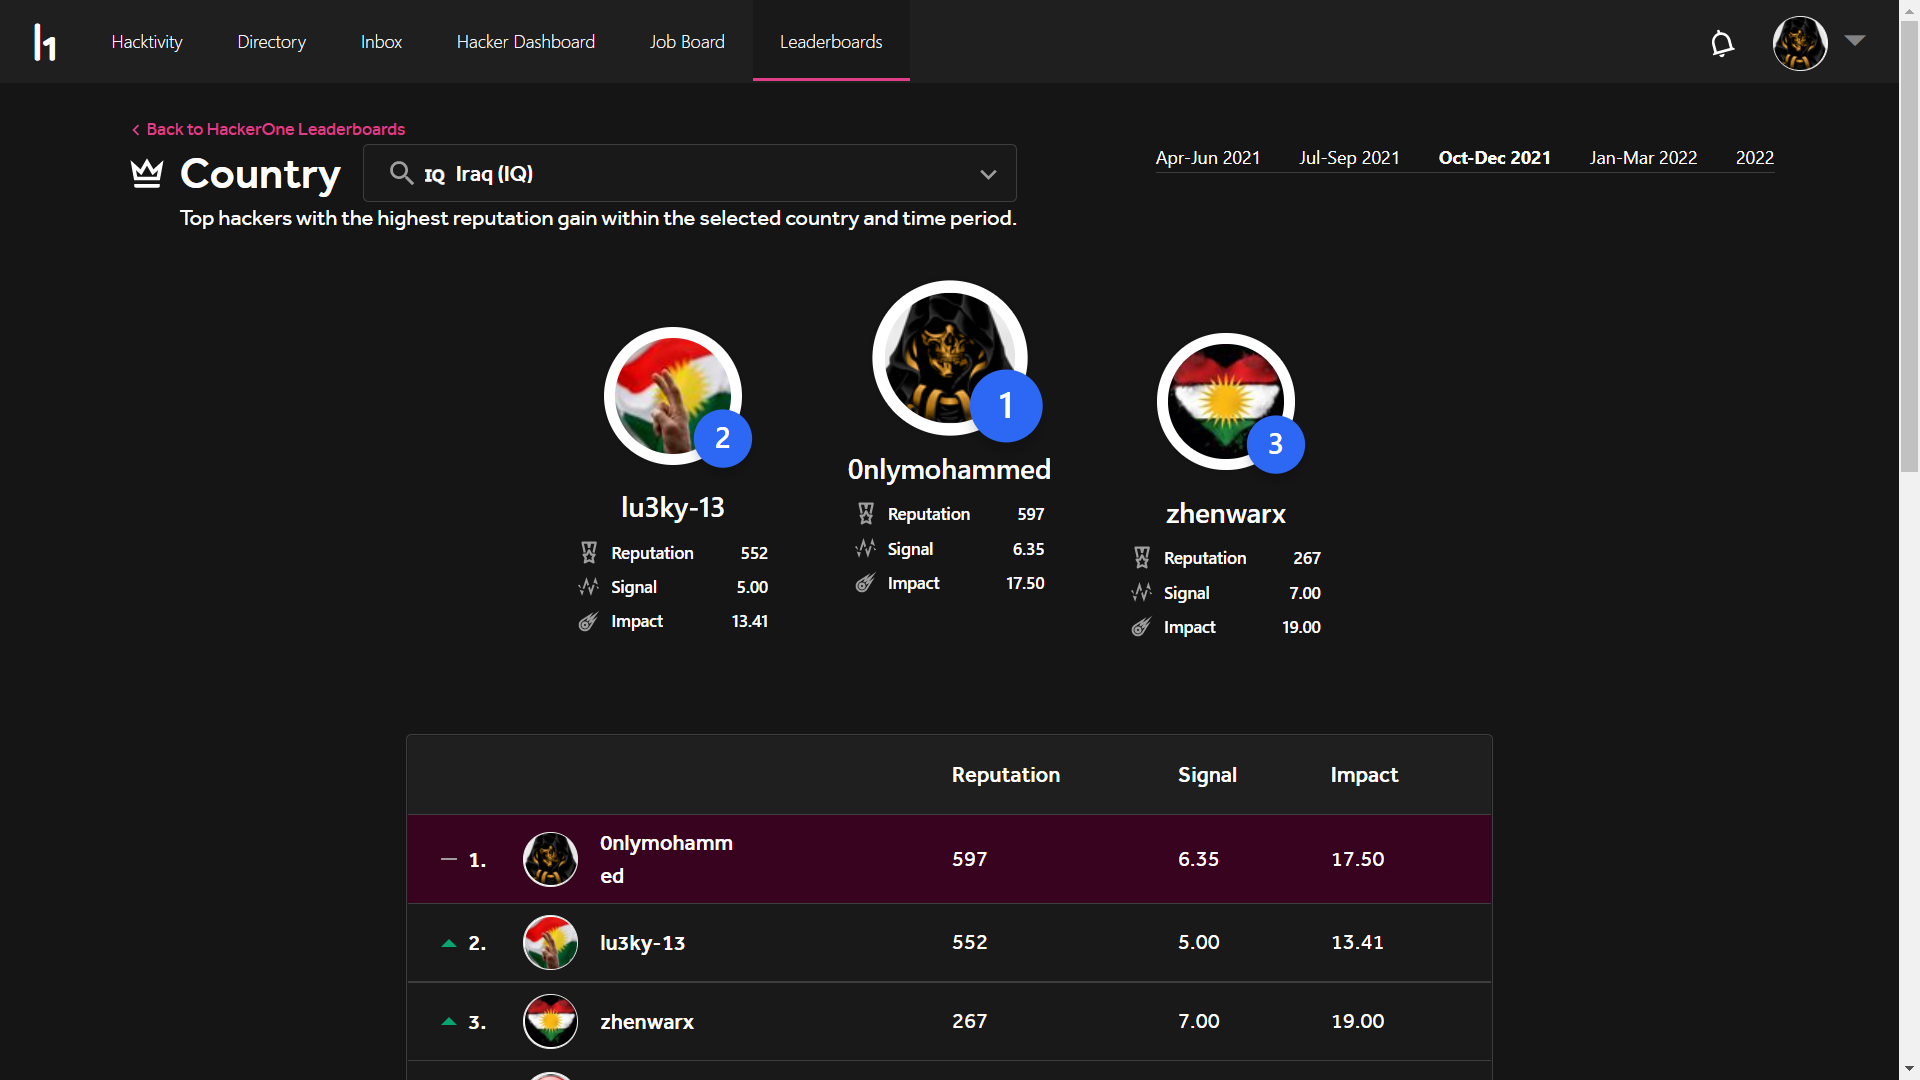 h1 Hacktivity Directory Inbox Hacker Dashboard Job Board Leaderboards
Back to HackerOne Leaderboards
Country IQ Iraq (IQ)
Apr-Jun 2021 Jul-Sep 2021 Oct-Dec 2021 Jan-Mar 2022 2022
Top hackers with the highest reputation gain within the selected country and time period.
2
lu3ky-13
Reputation 552
Signal 5.00
Impact 13.41
1
0nlymohammed
Reputation 597
Signal 6.35
Impact 17.50
3
zhenwarx
Reputation 267
Signal 7.00
Impact 19.00
Reputation Signal Impact
1. 0nlymohamm
ed 597 6.35 17.50
2. lu3ky-13 552 5.00 13.41
3. zhenwarx 267 7.00 19.00